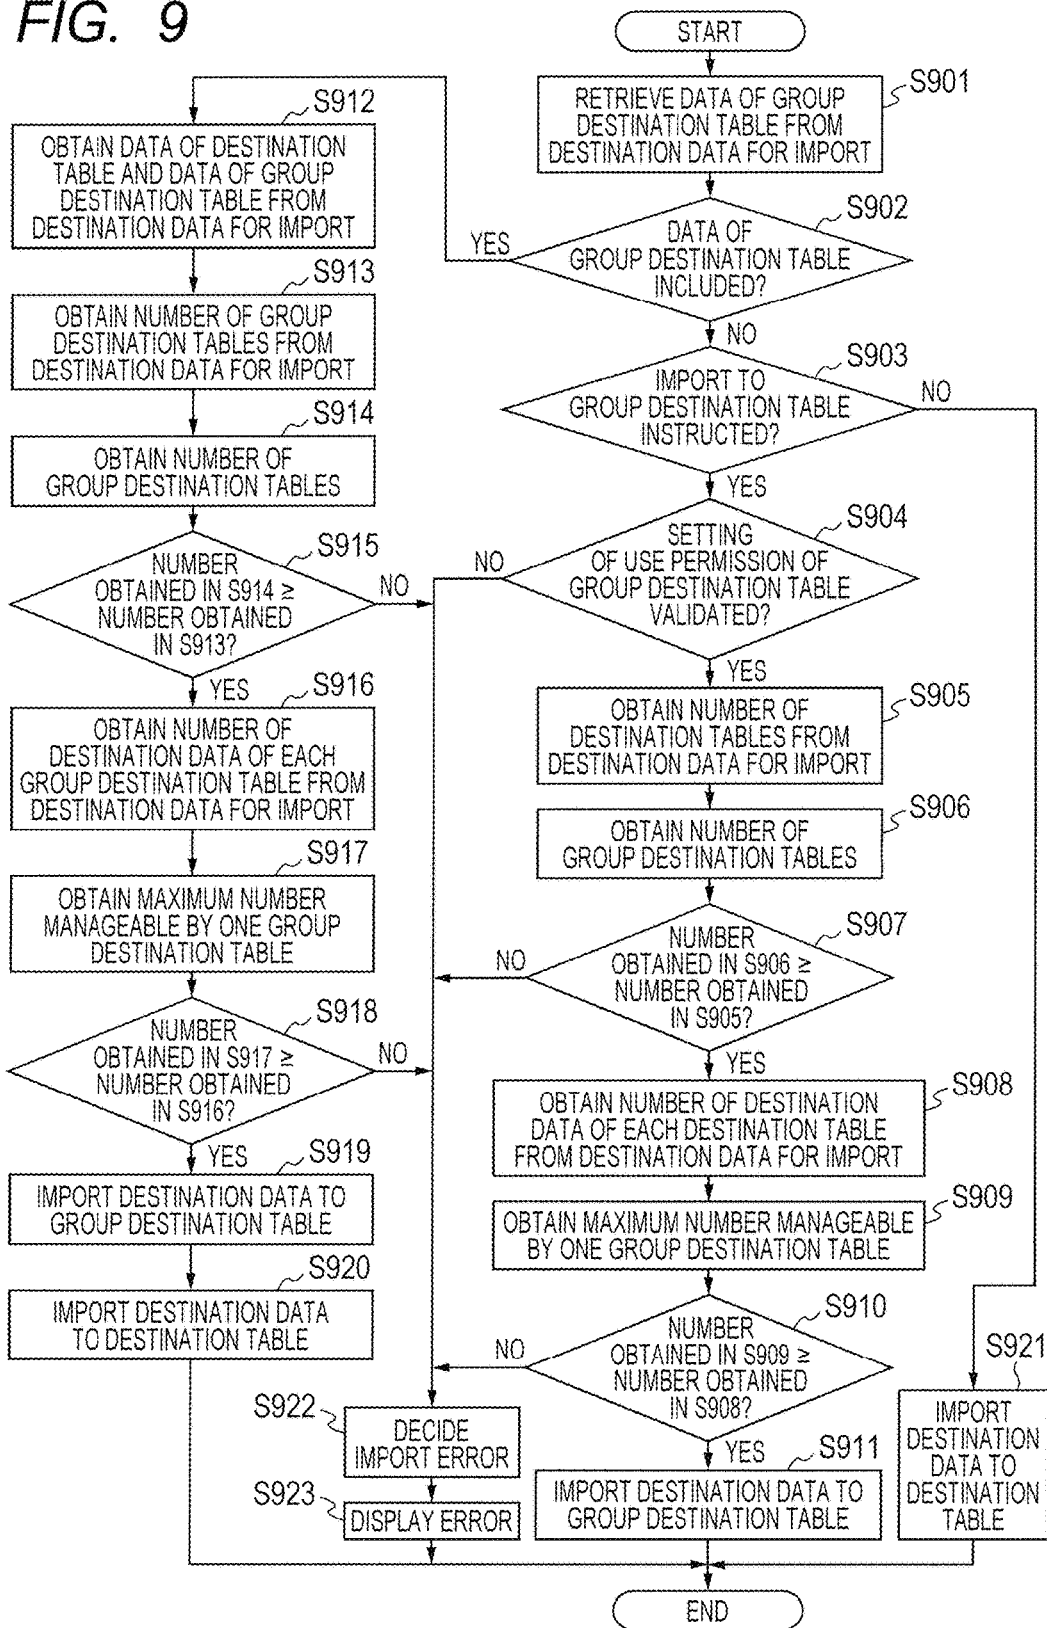 FIG. 9
START
S901
RETRIEVE DATA OF GROUP
DESTINATION TABLE FROM
DESTINATION DATA FOR IMPORT
S902
DATA OF
GROUP DESTINATION TABLE
INCLUDED?
YES
NO
S903
IMPORT TO
GROUP DESTINATION TABLE
INSTRUCTED?
NO
YES
S904
SETTING
OF USE PERMISSION OF
GROUP DESTINATION TABLE
VALIDATED?
NO
YES
S905
OBTAIN NUMBER OF
DESTINATION TABLES FROM
DESTINATION DATA FOR IMPORT
S906
OBTAIN NUMBER OF
GROUP DESTINATION TABLES
S907
NUMBER
OBTAINED IN S906 ≥
NUMBER OBTAINED
IN S905?
NO
YES
S908
OBTAIN NUMBER OF DESTINATION
DATA OF EACH DESTINATION TABLE
FROM DESTINATION DATA FOR IMPORT
S909
OBTAIN MAXIMUM NUMBER MANAGEABLE
BY ONE GROUP DESTINATION TABLE
S910
NUMBER
OBTAINED IN S909 ≥
NUMBER OBTAINED
IN S908?
NO
YES
S911
IMPORT DESTINATION DATA TO
GROUP DESTINATION TABLE
S912
OBTAIN DATA OF DESTINATION
TABLE AND DATA OF GROUP
DESTINATION TABLE FROM
DESTINATION DATA FOR IMPORT
S913
OBTAIN NUMBER OF GROUP
DESTINATION TABLES FROM
DESTINATION DATA FOR IMPORT
S914
OBTAIN NUMBER OF
GROUP DESTINATION TABLES
S915
NUMBER
OBTAINED IN S914 ≥
NUMBER OBTAINED
IN S913?
NO
YES
S916
OBTAIN NUMBER OF
DESTINATION DATA OF EACH
GROUP DESTINATION TABLE FROM
DESTINATION DATA FOR IMPORT
S917
OBTAIN MAXIMUM NUMBER
MANAGEABLE BY ONE GROUP
DESTINATION TABLE
S918
NUMBER
OBTAINED IN S917 ≥
NUMBER OBTAINED
IN S916?
NO
YES
S919
IMPORT DESTINATION DATA TO
GROUP DESTINATION TABLE
S920
IMPORT DESTINATION DATA
TO DESTINATION TABLE
S921
IMPORT
DESTINATION
DATA TO
DESTINATION
TABLE
S922
DECIDE
IMPORT ERROR
S923
DISPLAY ERROR
END